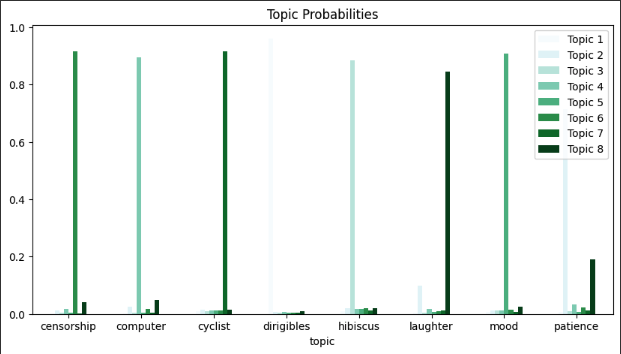 Topic Probabilities
1.0
0.8
0.6
0.4
0.2
0.0
Topic 1
Topic 2
Topic 3
Topic 4
Topic 5
Topic 6
Topic 7
Topic 8
censorship computer cyclist dirigibles hibiscus laughter mood patience
topic